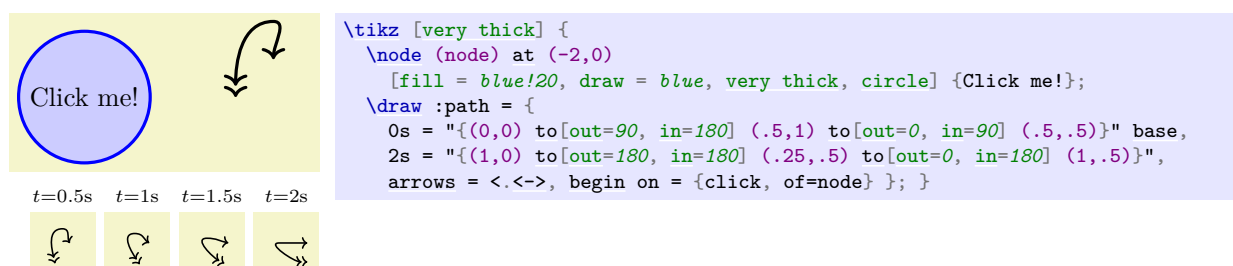 Click me!
t=0.5s t=1s t=1.5s t=2s
\tikz [very thick] {
  \node (node) at (-2,0)
    [fill = blue!20, draw = blue, very thick, circle] {Click me!};
  \draw :path = {
    0s = "{(0,0) to[out=90, in=180] (.5,1) to[out=0, in=90] (.5,.5)}" base,
    2s = "{(1,0) to[out=180, in=180] (.25,.5) to[out=0, in=180] (1,.5)}",
    arrows = <.<->, begin on = {click, of=node} }; }